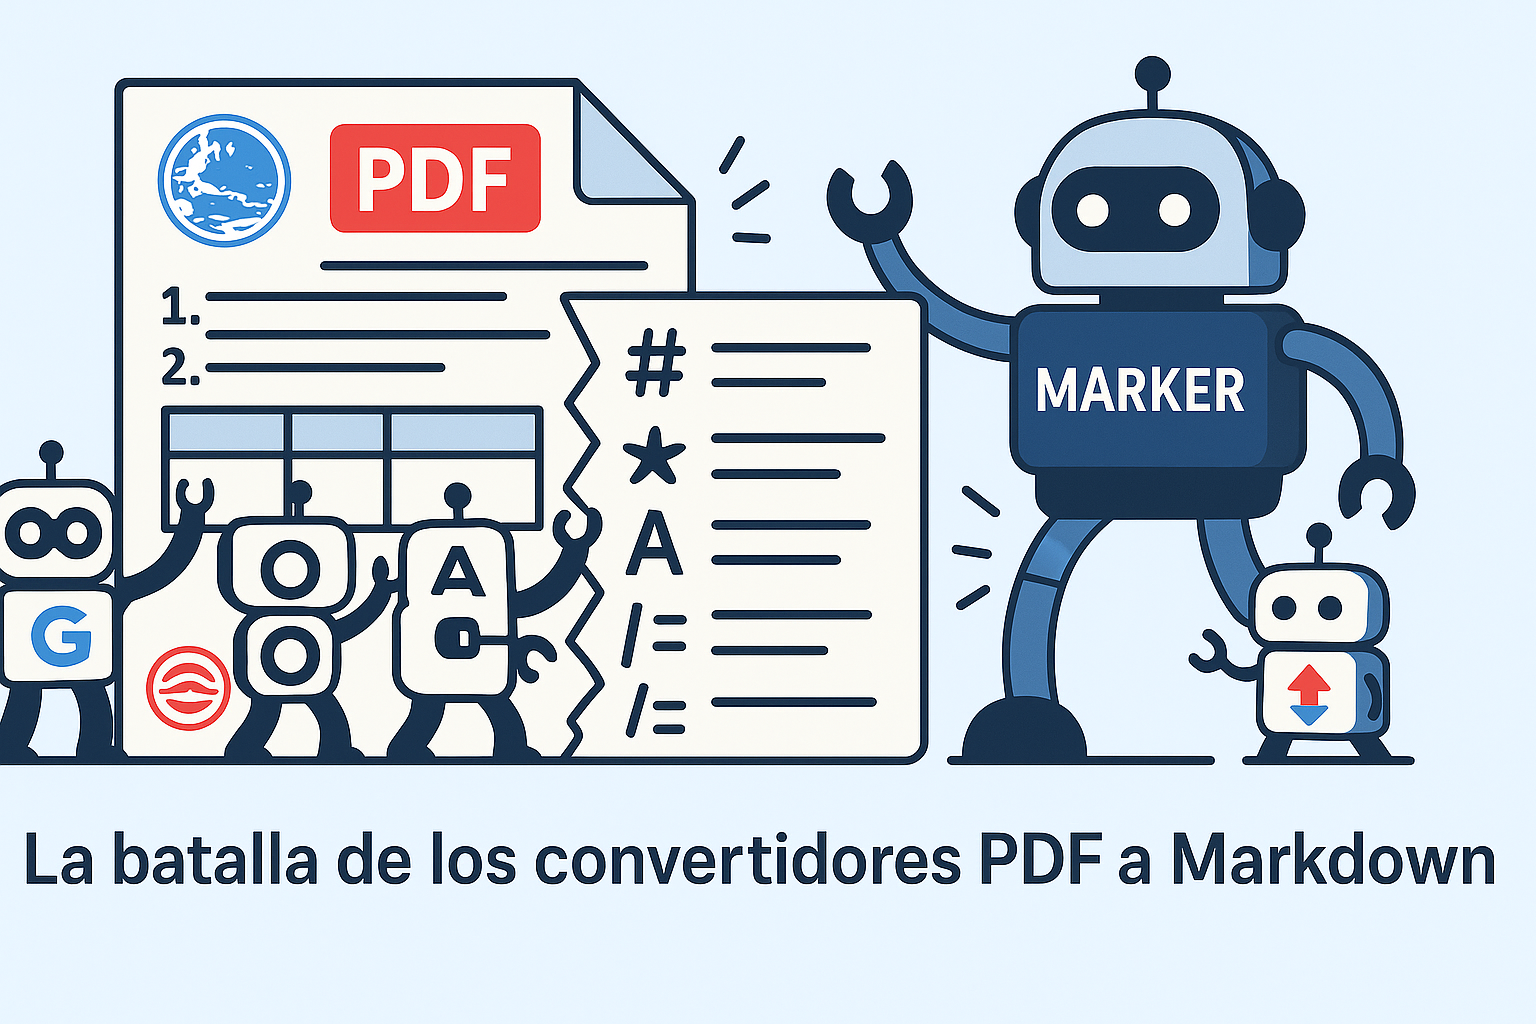 PDF
1.
2.
#
*
A
/=
/=
MARKER
G
O
O
A
C
La batalla de los convertidores PDF a Markdown